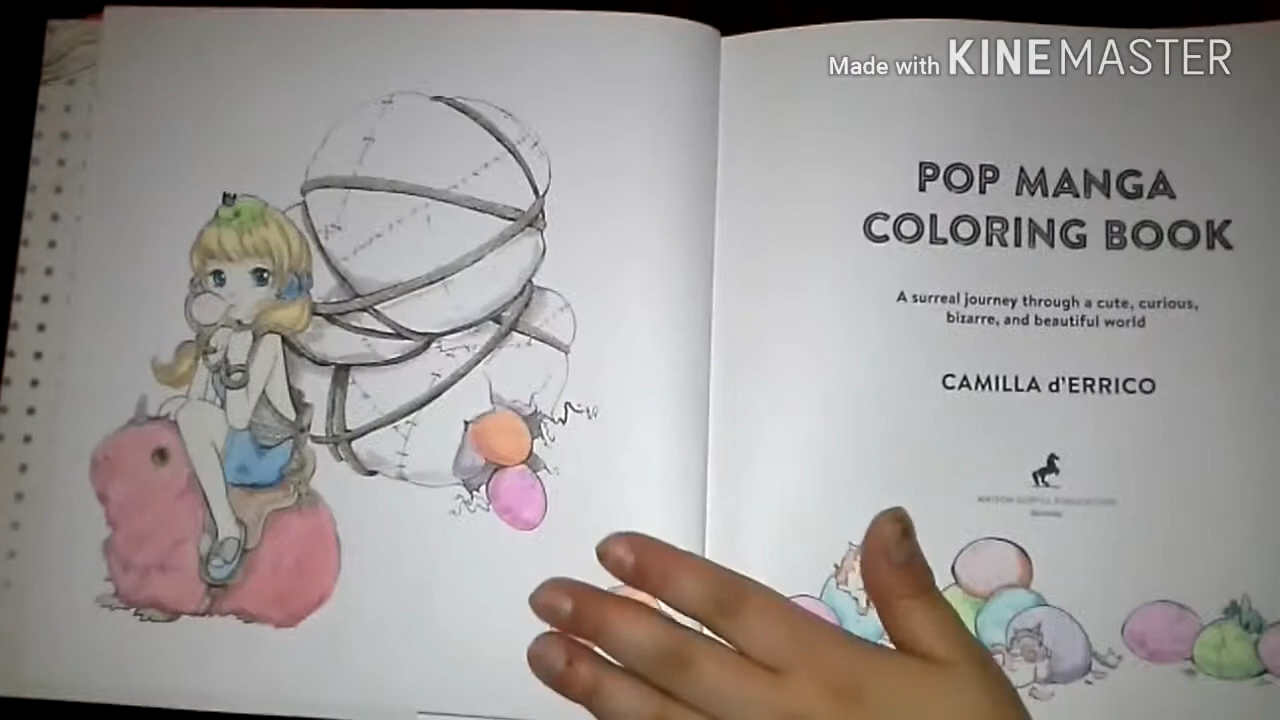 Made with KINEMASTER
POP MANGA
COLORING BOOK
A surreal journey through a cute, curious,
bizarre, and beautiful world
CAMILLA d'ERRICO